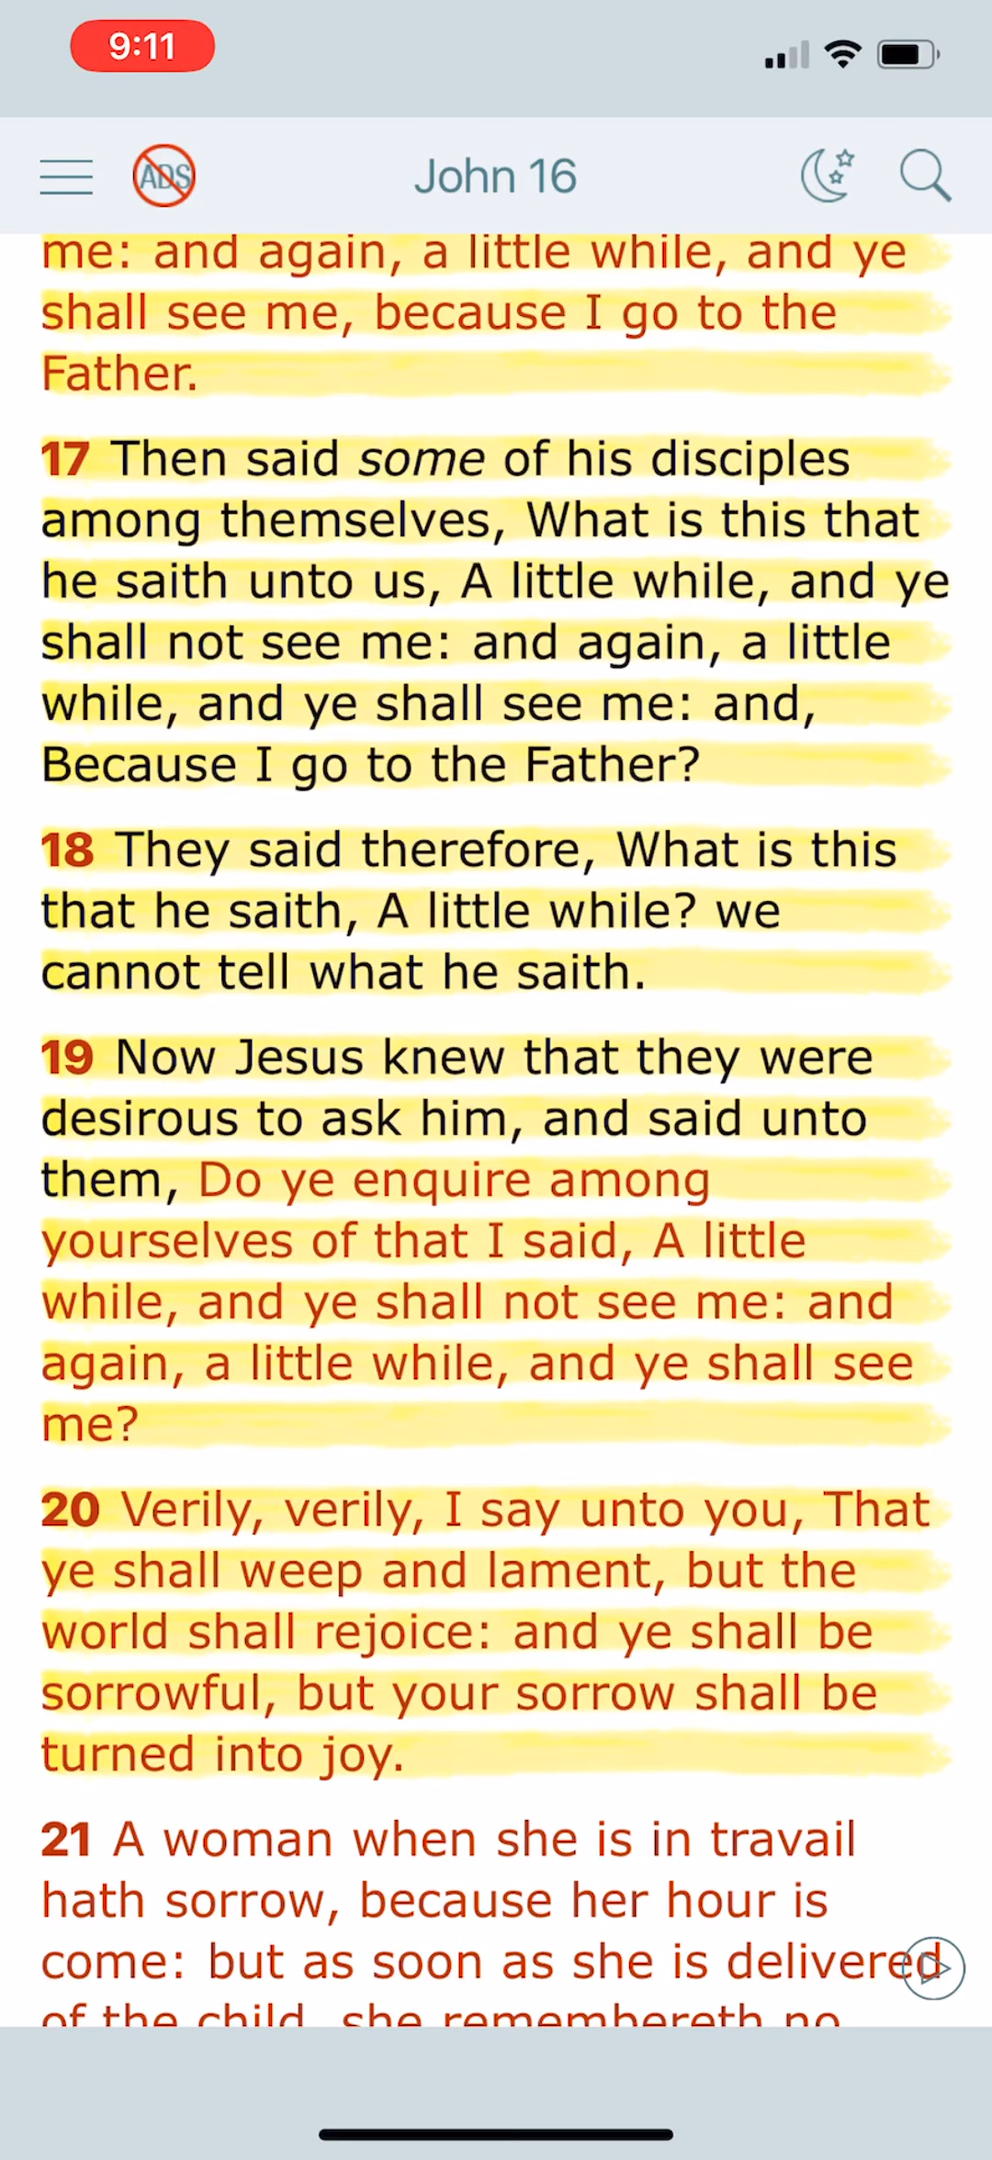 9:11
ADS
John 16
me: and again, a little while, and ye
shall see me, because I go to the
Father.
17 Then said some of his disciples
among themselves, What is this that
he saith unto us, A little while, and ye
shall not see me: and again, a little
while, and ye shall see me: and,
Because I go to the Father?
18 They said therefore, What is this
that he saith, A little while? we
cannot tell what he saith.
19 Now Jesus knew that they were
desirous to ask him, and said unto
them, Do ye enquire among
yourselves of that I said, A little
while, and ye shall not see me: and
again, a little while, and ye shall see
me?
20 Verily, verily, I say unto you, That
ye shall weep and lament, but the
world shall rejoice: and ye shall be
sorrowful, but your sorrow shall be
turned into joy.
21 A woman when she is in travail
hath sorrow, because her hour is
come: but as soon as she is delivered
of the child, she remembereth no